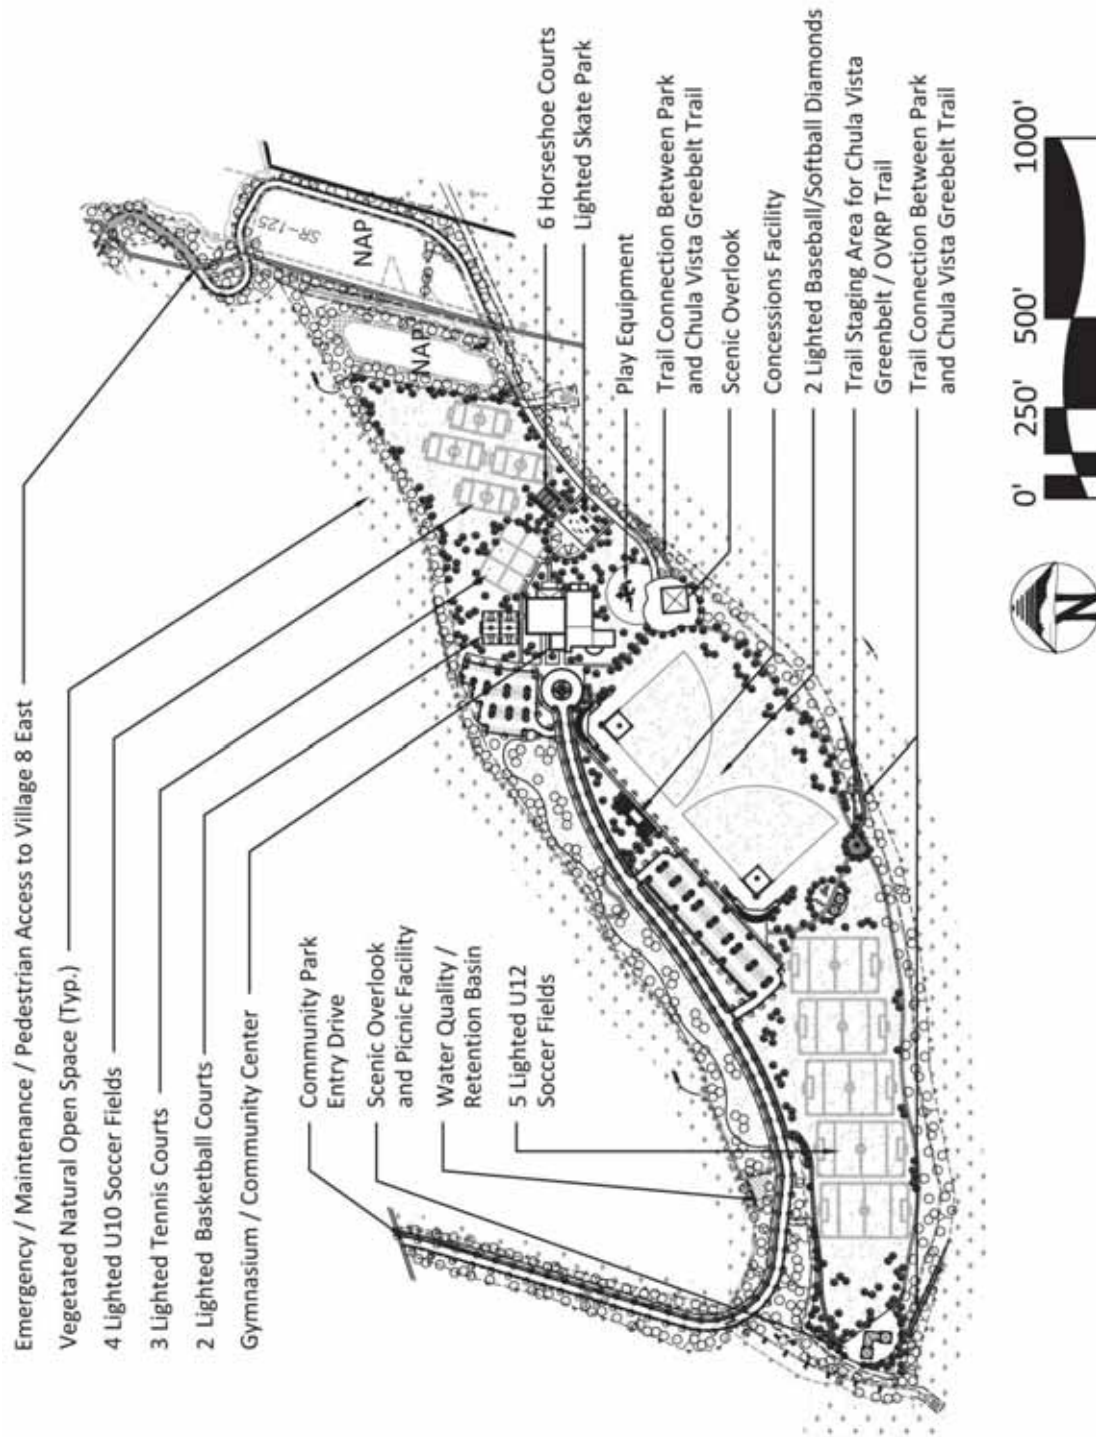 Emergency / Maintenance / Pedestrian Access to Village 8 East
Vegetated Natural Open Space (Typ.)
4 Lighted U10 Soccer Fields
3 Lighted Tennis Courts
2 Lighted Basketball Courts
Gymnasium / Community Center
Community Park
Entry Drive
Scenic Overlook
and Picnic Facility
Water Quality /
Retention Basin
5 Lighted U12
Soccer Fields
SR-125
NAP
NAP
6 Horseshoe Courts
Lighted Skate Park
Play Equipment
Trail Connection Between Park
and Chula Vista Greebelt Trail
Scenic Overlook
Concessions Facility
2 Lighted Baseball/Softball Diamonds
Trail Staging Area for Chula Vista
Greenbelt / OVRP Trail
Trail Connection Between Park
and Chula Vista Greebelt Trail
N
0' 250' 500' 1000'